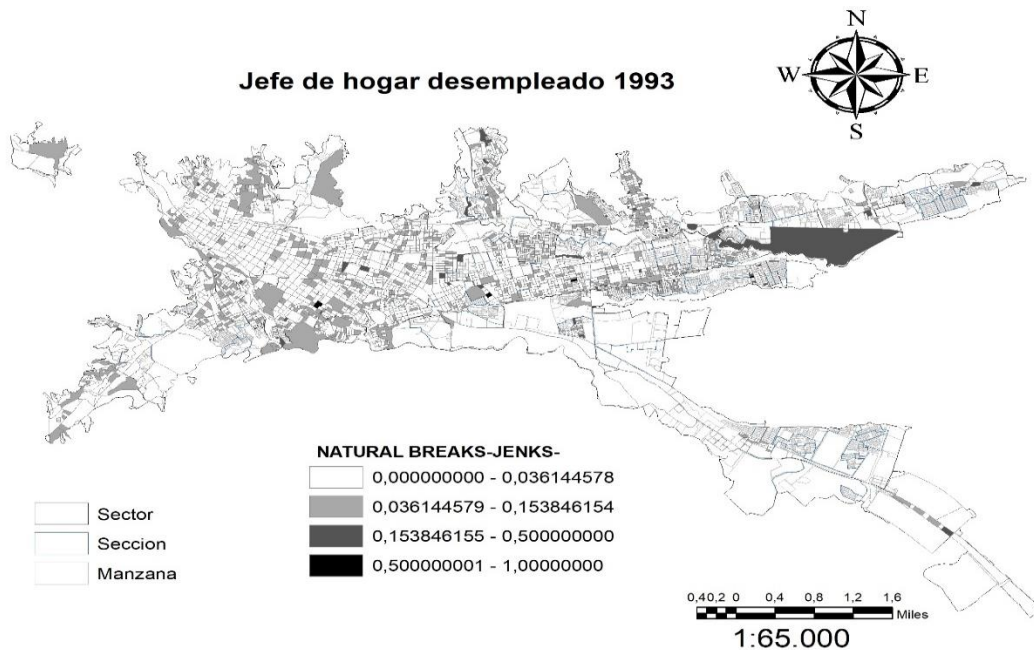 N
Jefe de hogar desempleado 1993
W E
S
NATURAL BREAKS-JENKS-
0,000000000 - 0,036144578
0,036144579 - 0,153846154
0,153846155 - 0,500000000
0,500000001 - 1,00000000
Sector
Seccion
Manzana
0,40,2 0 0,4 0,8 1,2 1,6
Miles
1:65.000